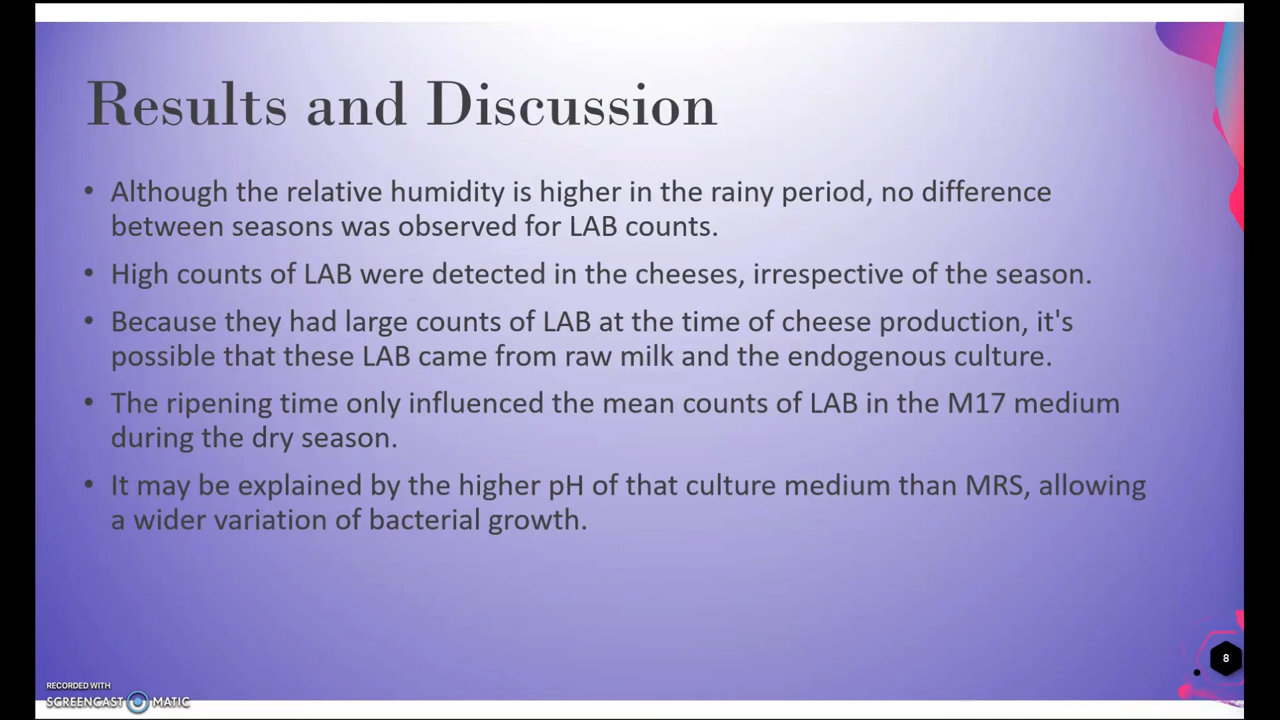 Results and Discussion
• Although the relative humidity is higher in the rainy period, no difference
between seasons was observed for LAB counts.
• High counts of LAB were detected in the cheeses, irrespective of the season.
• Because they had large counts of LAB at the time of cheese production, it's
possible that these LAB came from raw milk and the endogenous culture.
• The ripening time only influenced the mean counts of LAB in the M17 medium
during the dry season.
• It may be explained by the higher pH of that culture medium than MRS, allowing
a wider variation of bacterial growth.
8
RECORDED WITH
SCREENCAST MATIC